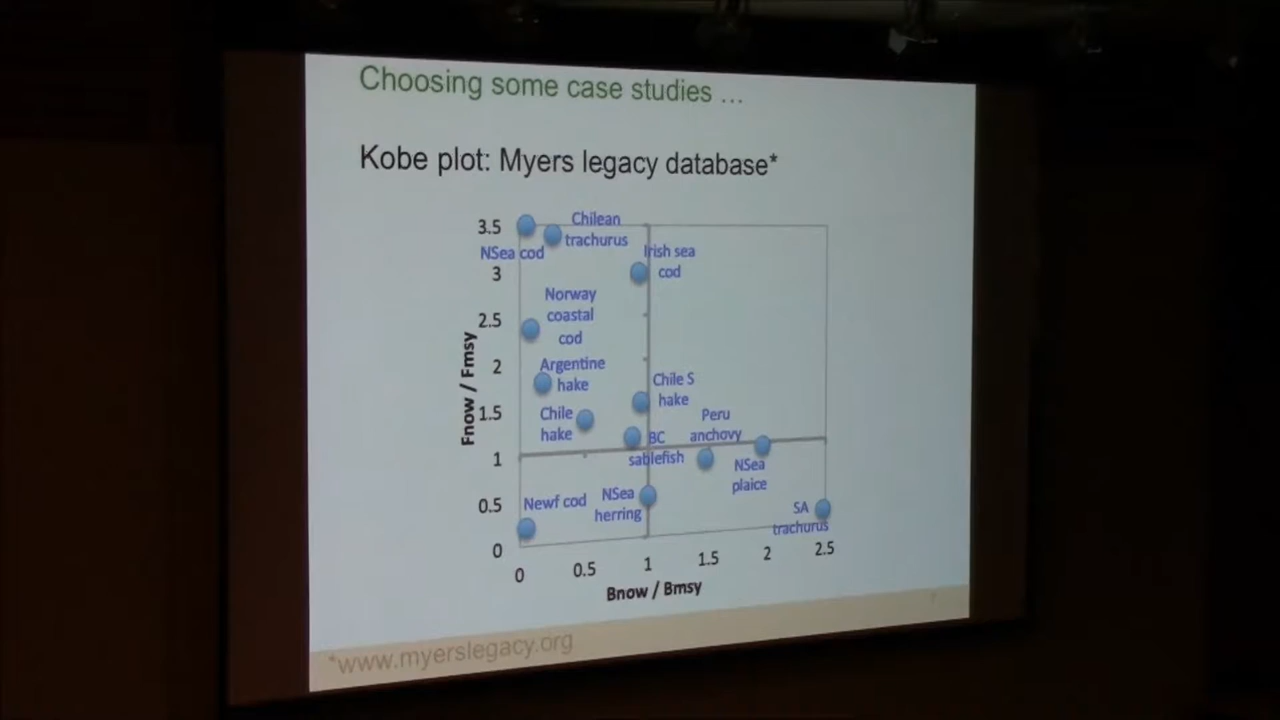 Choosing some case studies ...
Kobe plot: Myers legacy database*
3.5
3
2.5
2
1.5
1
0.5
0
Fnow / Fmsy
NSea cod
Chilean
trachurus
Irish sea
cod
Norway
coastal
cod
Argentine
hake
Chile
hake
Chile S
hake
BC
sablefish
Peru
anchovy
NSea
plaice
Newf cod
NSea
herring
SA
trachurus
0
0.5
1
1.5
2
2.5
Bnow / Bmsy
*www.myerslegacy.org